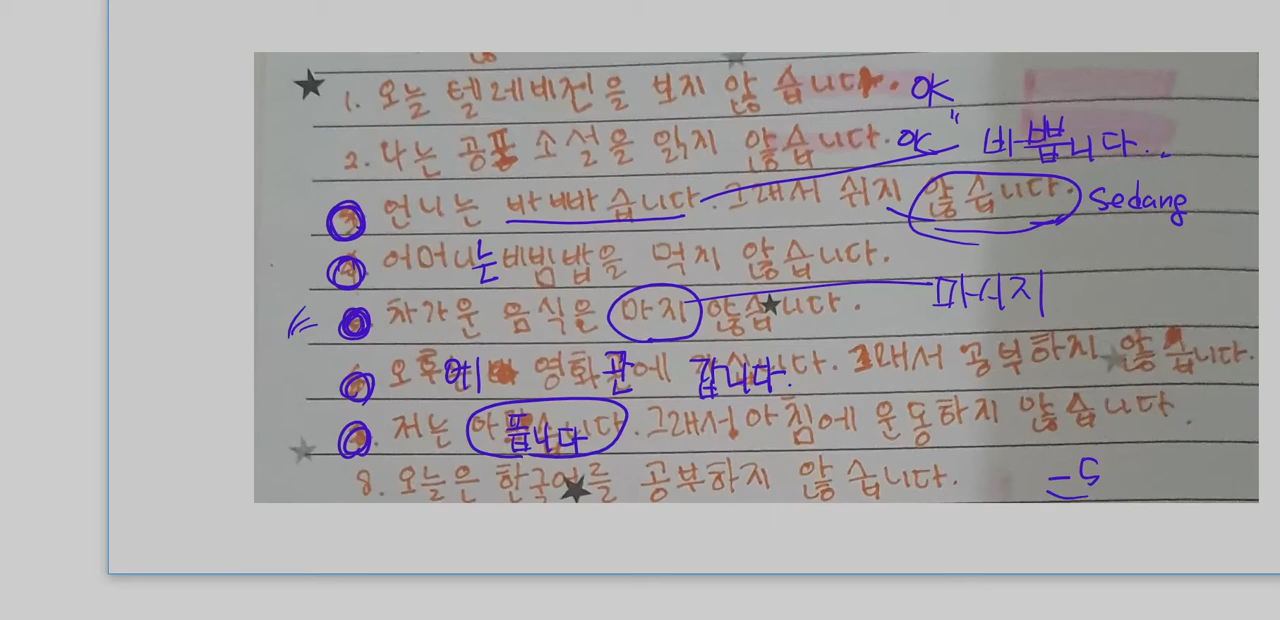 1. 오늘 텔레비전을 보지 않습니다. OK
2. 나는 공포 소설을 읽지 않습니다. OK
바쁩니다..
언니는 바빠습니다. 그래서 쉬지 않습니다. Sedang
어머니는 비빔밥을 먹지 않습니다.
차가운 음식은 마지 않습니다. 마시지
오후에 영화관에 갑니다. 그래서 공부하지 않습니다.
저는 아픕니다. 그래서 아침에 운동하지 않습니다.
8. 오늘은 한국어를 공부하지 않습니다. -5